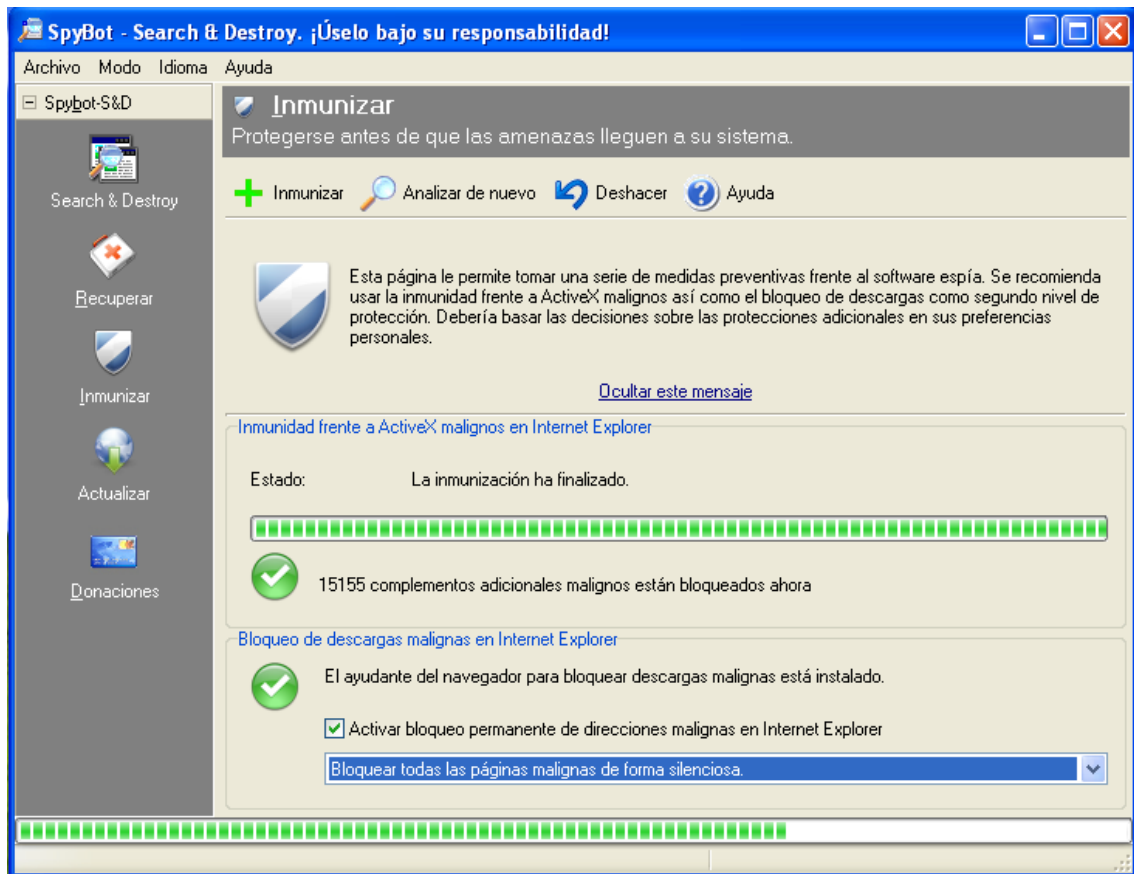 SpyBot - Search & Destroy. ¡Úselo bajo su responsabilidad!
Archivo Modo Idioma Ayuda
Spybot-S&D
Search & Destroy
Recuperar
Inmunizar
Actualizar
Donaciones
Inmunizar
Protegerse antes de que las amenazas lleguen a su sistema.
Inmunizar Analizar de nuevo Deshacer Ayuda
Esta página le permite tomar una serie de medidas preventivas frente al software espía. Se recomienda
usar la inmunidad frente a ActiveX malignos así como el bloqueo de descargas como segundo nivel de
protección. Debería basar las decisiones sobre las protecciones adicionales en sus preferencias
personales.
Ocultar este mensaje
Inmunidad frente a ActiveX malignos en Internet Explorer
Estado: La inmunización ha finalizado.
15155 complementos adicionales malignos están bloqueados ahora
Bloqueo de descargas malignas en Internet Explorer
El ayudante del navegador para bloquear descargas malignas está instalado.
Activar bloqueo permanente de direcciones malignas en Internet Explorer
Bloquear todas las páginas malignas de forma silenciosa.